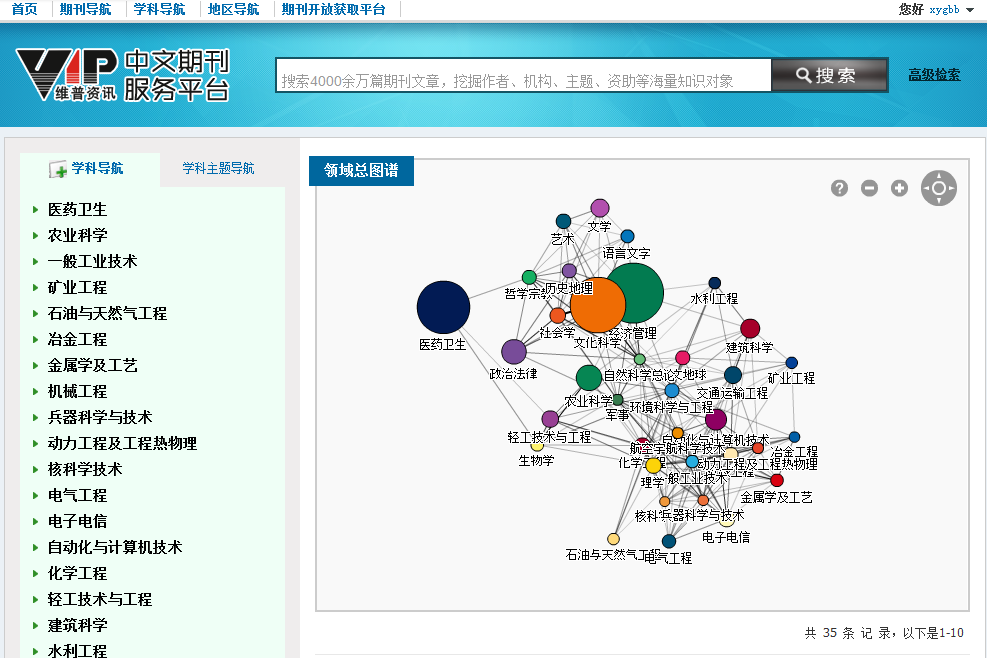 首页 期刊导航 学科导航 地区导航 期刊开放获取平台 您好 xygbb
VIP 中文期刊
维普资讯 服务平台
搜索4000余万篇期刊文章，挖掘作者、机构、主题、资助等海量知识对象 搜索 高级检索
学科导航 学科主题导航
医药卫生
农业科学
一般工业技术
矿业工程
石油与天然气工程
冶金工程
金属学及工艺
机械工程
兵器科学与技术
动力工程及工程热物理
核科学技术
电气工程
电子电信
自动化与计算机技术
化学工程
轻工技术与工程
建筑科学
水利工程
领域总图谱
?
文学
艺术
语言文字
历史地理
哲学宗教
水利工程
社会学
经济管理
文化科学
医药卫生
建筑科学
政治法律
自然科学总论
天文地球
矿业工程
交通运输工程
农业科学
环境科学与工程
军事
轻工技术与工程
自动化与计算机技术
航空宇航科学技术
冶金工程
生物学
化学工程
动力工程及工程热物理
理学
一般工业技术
金属学及工艺
核科学
兵器科学与技术
电子电信
石油与天然气工程
电气工程
共 35 条 记 录，以下是1-10